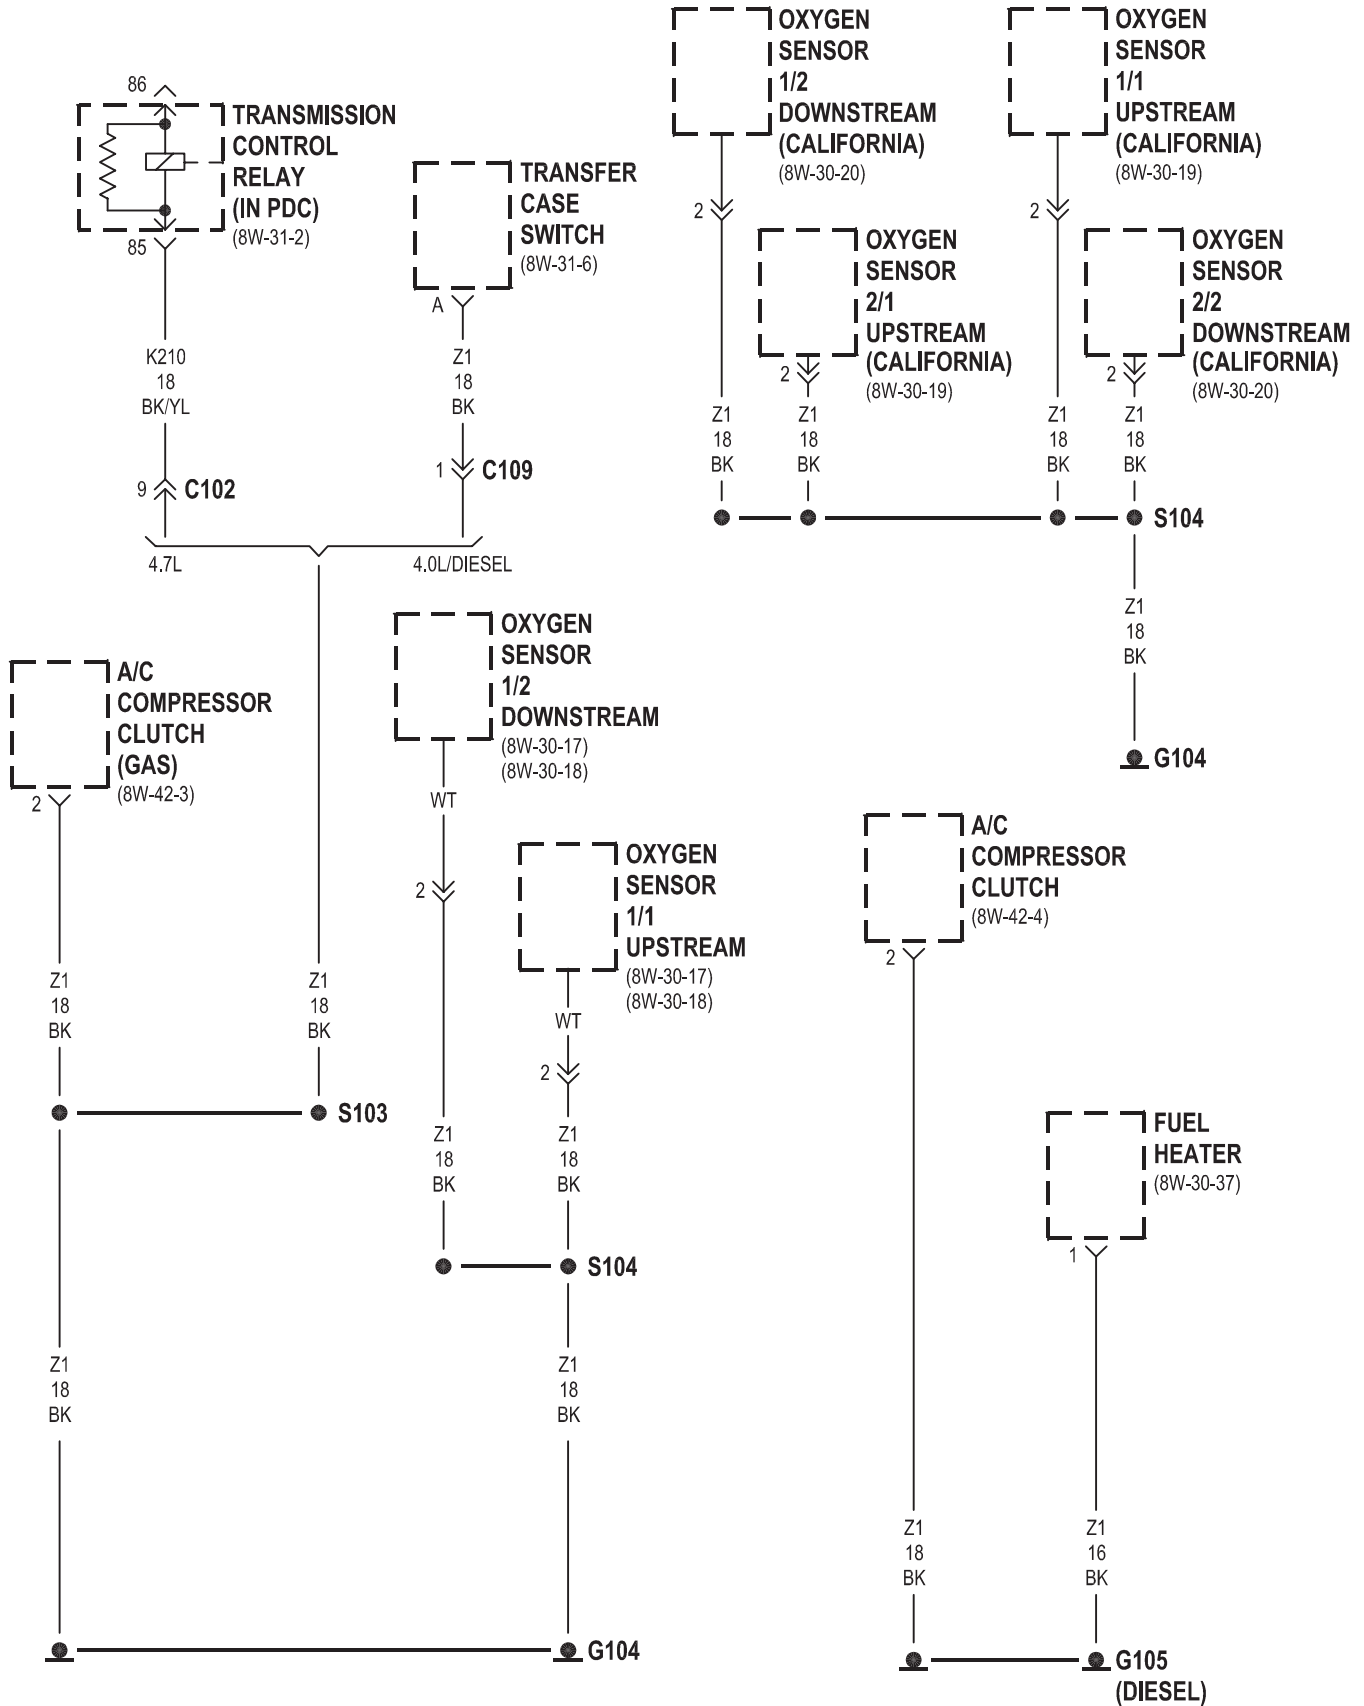 86
TRANSMISSION
CONTROL
RELAY
(IN PDC)
(8W-31-2)
85
K210
18
BK/YL
9
C102
4.7L
TRANSFER
CASE
SWITCH
(8W-31-6)
A
Z1
18
BK
1
C109
4.0L/DIESEL
OXYGEN
SENSOR
1/2
DOWNSTREAM
(CALIFORNIA)
(8W-30-20)
2
OXYGEN
SENSOR
1/1
UPSTREAM
(CALIFORNIA)
(8W-30-19)
2
OXYGEN
SENSOR
2/1
UPSTREAM
(CALIFORNIA)
(8W-30-19)
2
OXYGEN
SENSOR
2/2
DOWNSTREAM
(CALIFORNIA)
(8W-30-20)
2
Z1
18
BK
Z1
18
BK
Z1
18
BK
Z1
18
BK
S104
Z1
18
BK
G104
A/C
COMPRESSOR
CLUTCH
(GAS)
(8W-42-3)
2
Z1
18
BK
Z1
18
BK
S103
OXYGEN
SENSOR
1/2
DOWNSTREAM
(8W-30-17)
(8W-30-18)
WT
2
OXYGEN
SENSOR
1/1
UPSTREAM
(8W-30-17)
(8W-30-18)
WT
2
Z1
18
BK
Z1
18
BK
S104
Z1
18
BK
Z1
18
BK
G104
A/C
COMPRESSOR
CLUTCH
(8W-42-4)
2
FUEL
HEATER
(8W-30-37)
1
Z1
18
BK
Z1
16
BK
G105
(DIESEL)